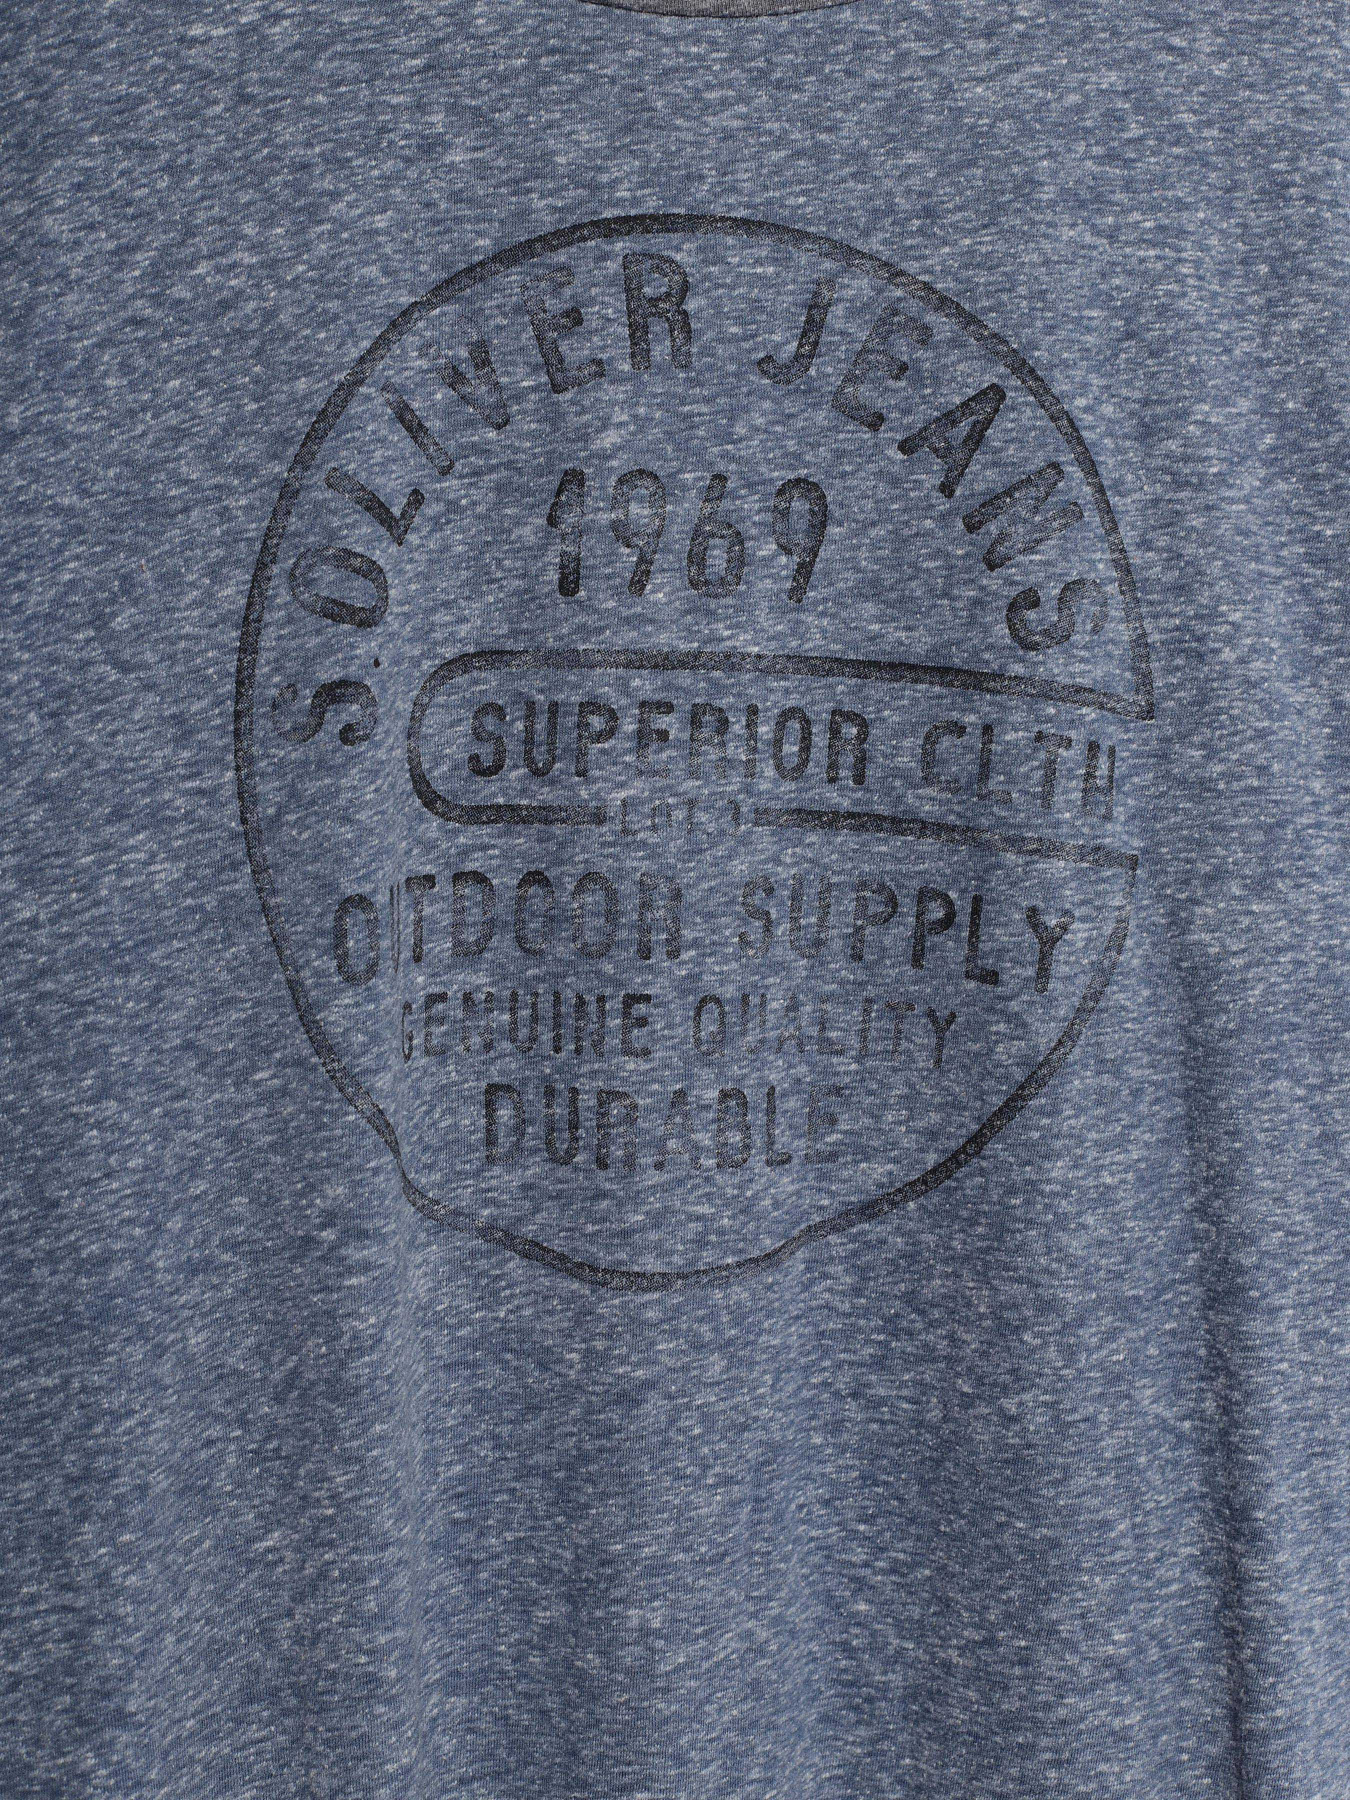 S.OLIVER JEANS
1969
SUPERIOR CLTH
OUTDOOR SUPPLY
GENUINE QUALITY
DURABLE